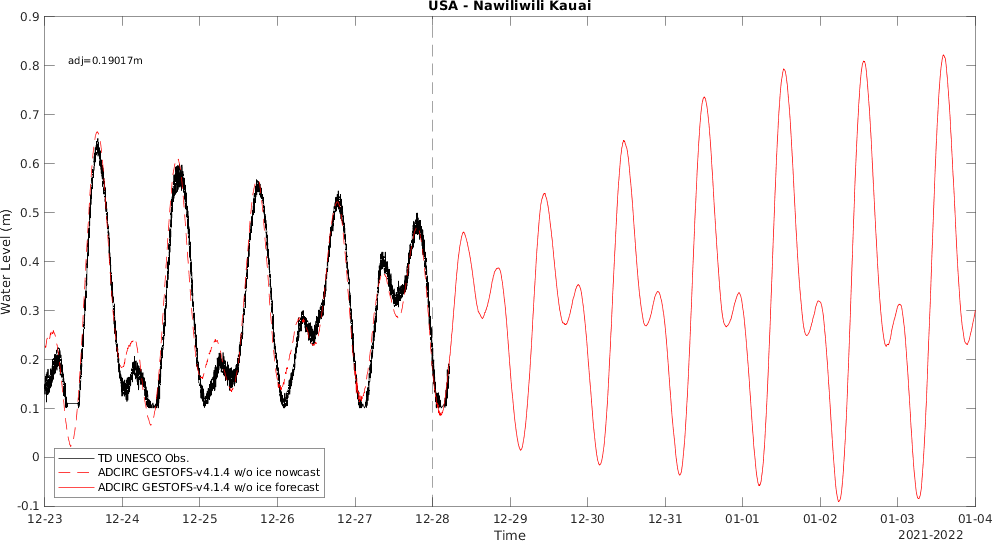 USA - Nawiliwili Kauai
adj=0.19017m
Water Level (m)
0.9
0.8
0.7
0.6
0.5
0.4
0.3
0.2
0.1
0
-0.1
TD UNESCO Obs.
ADCIRC GESTOFS-v4.1.4 w/o ice nowcast
ADCIRC GESTOFS-v4.1.4 w/o ice forecast
12-23 12-24 12-25 12-26 12-27 12-28 12-29 12-30 12-31 01-01 01-02 01-03 01-04
Time
2021-2022